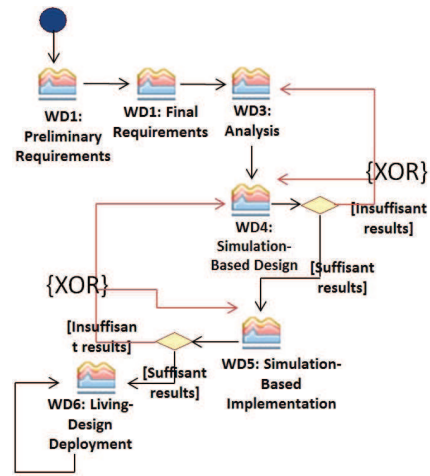 WD1:
Preliminary
Requirements
WD1: Final
Requirements
WD3:
Analysis
{XOR}
[Insuffisant
results]
WD4:
Simulation-
Based Design
[Suffisant
results]
{XOR}
[Insuffisan
t results]
WD5: Simulation-
Based
Implementation
[Suffisant
results]
WD6: Living-
Design
Deployment